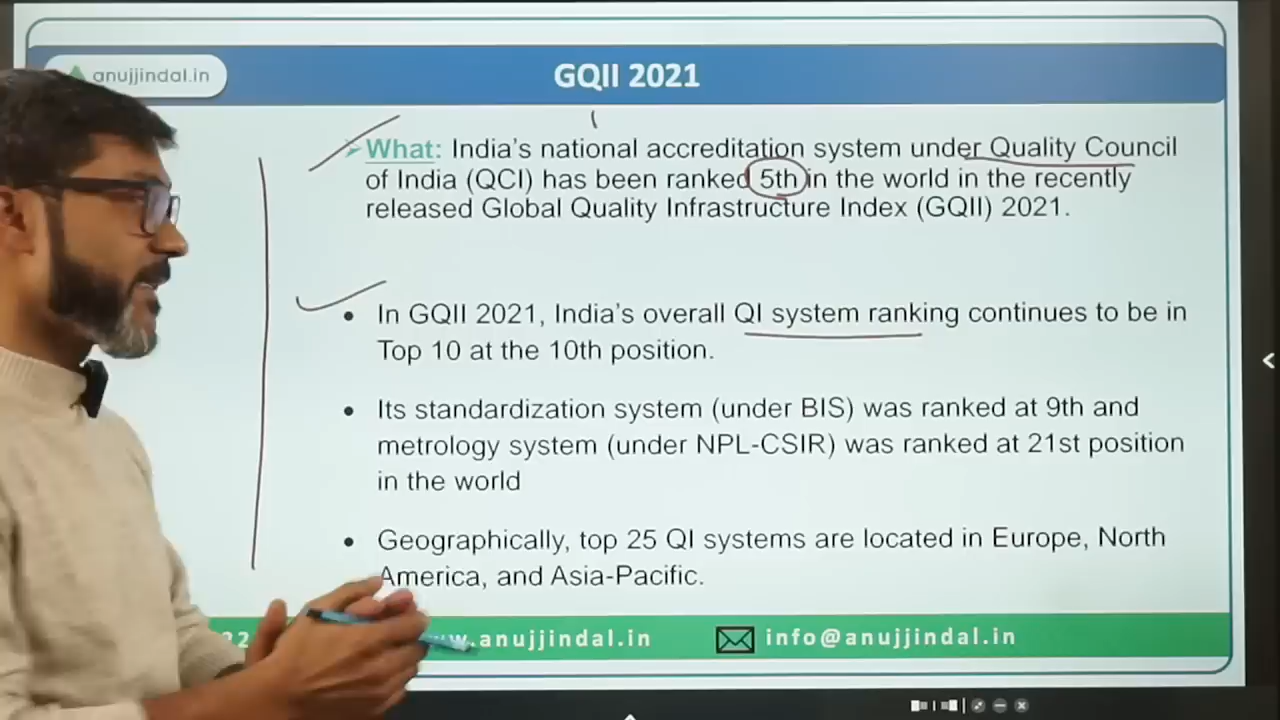 anujjindal.in
GQII 2021
What: India's national accreditation system under Quality Council
of India (QCI) has been ranked 5th in the world in the recently
released Global Quality Infrastructure Index (GQII) 2021.
• In GQII 2021, India's overall QI system ranking continues to be in
Top 10 at the 10th position.
• Its standardization system (under BIS) was ranked at 9th and
metrology system (under NPL-CSIR) was ranked at 21st position
in the world
• Geographically, top 25 QI systems are located in Europe, North
America, and Asia-Pacific.
.anujjindal.in info@anujjindal.in